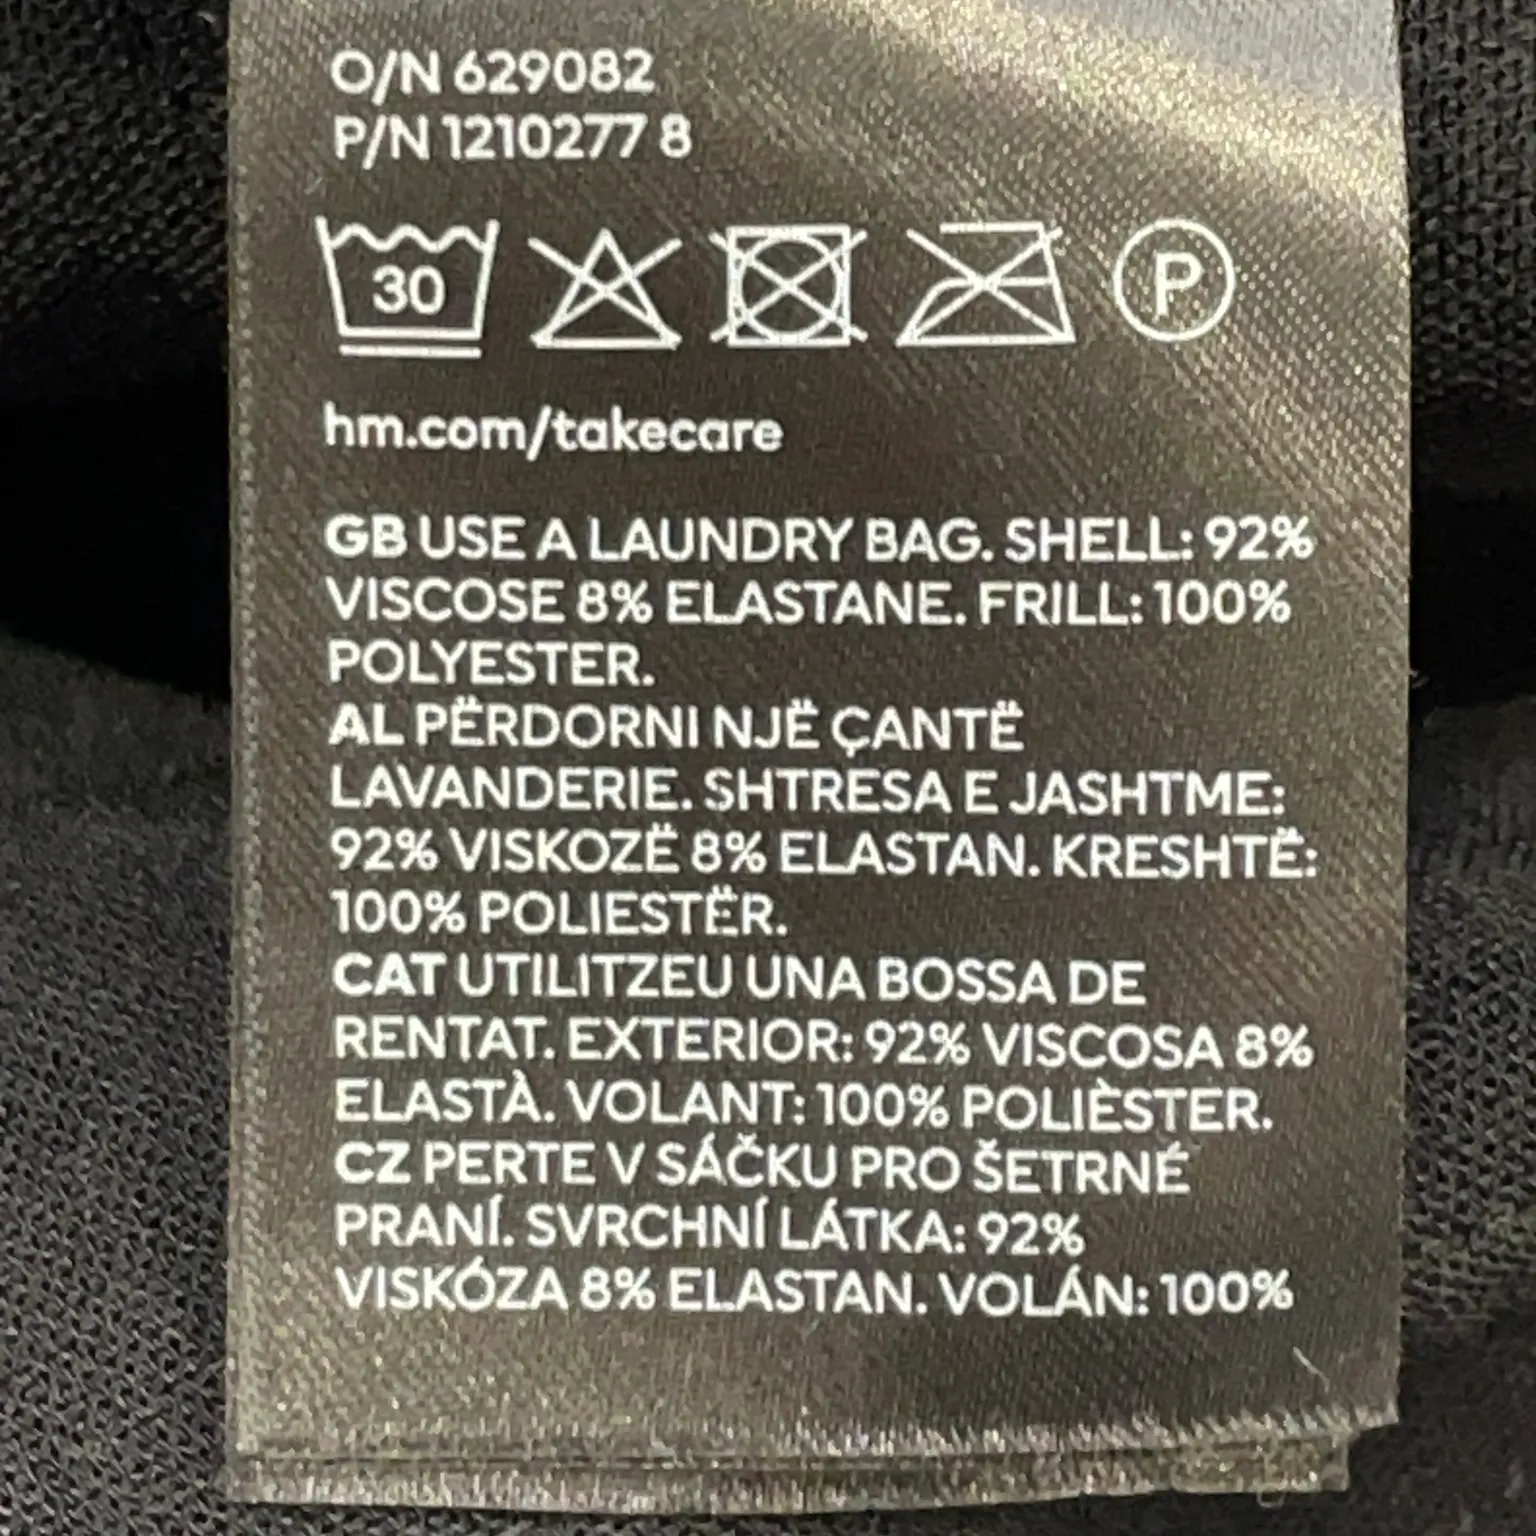 O/N 629082
P/N 1210277 8
30
P
hm.com/takecare
GB USE A LAUNDRY BAG. SHELL: 92%
VISCOSE 8% ELASTANE. FRILL: 100%
POLYESTER.
AL PËRDORNI NJË ÇANTË
LAVANDERIE. SHTRESA E JASHTME:
92% VISKOZË 8% ELASTAN. KRESHTË:
100% POLIESTËR.
CAT UTILITZEU UNA BOSSA DE
RENTAT. EXTERIOR: 92% VISCOSA 8%
ELASTÀ. VOLANT: 100% POLIÈSTER.
CZ PERTE V SÁČKU PRO ŠETRNÉ
PRANÍ. SVRCHNÍ LÁTKA: 92%
VISKÓZA 8% ELASTAN. VOLÁN: 100%